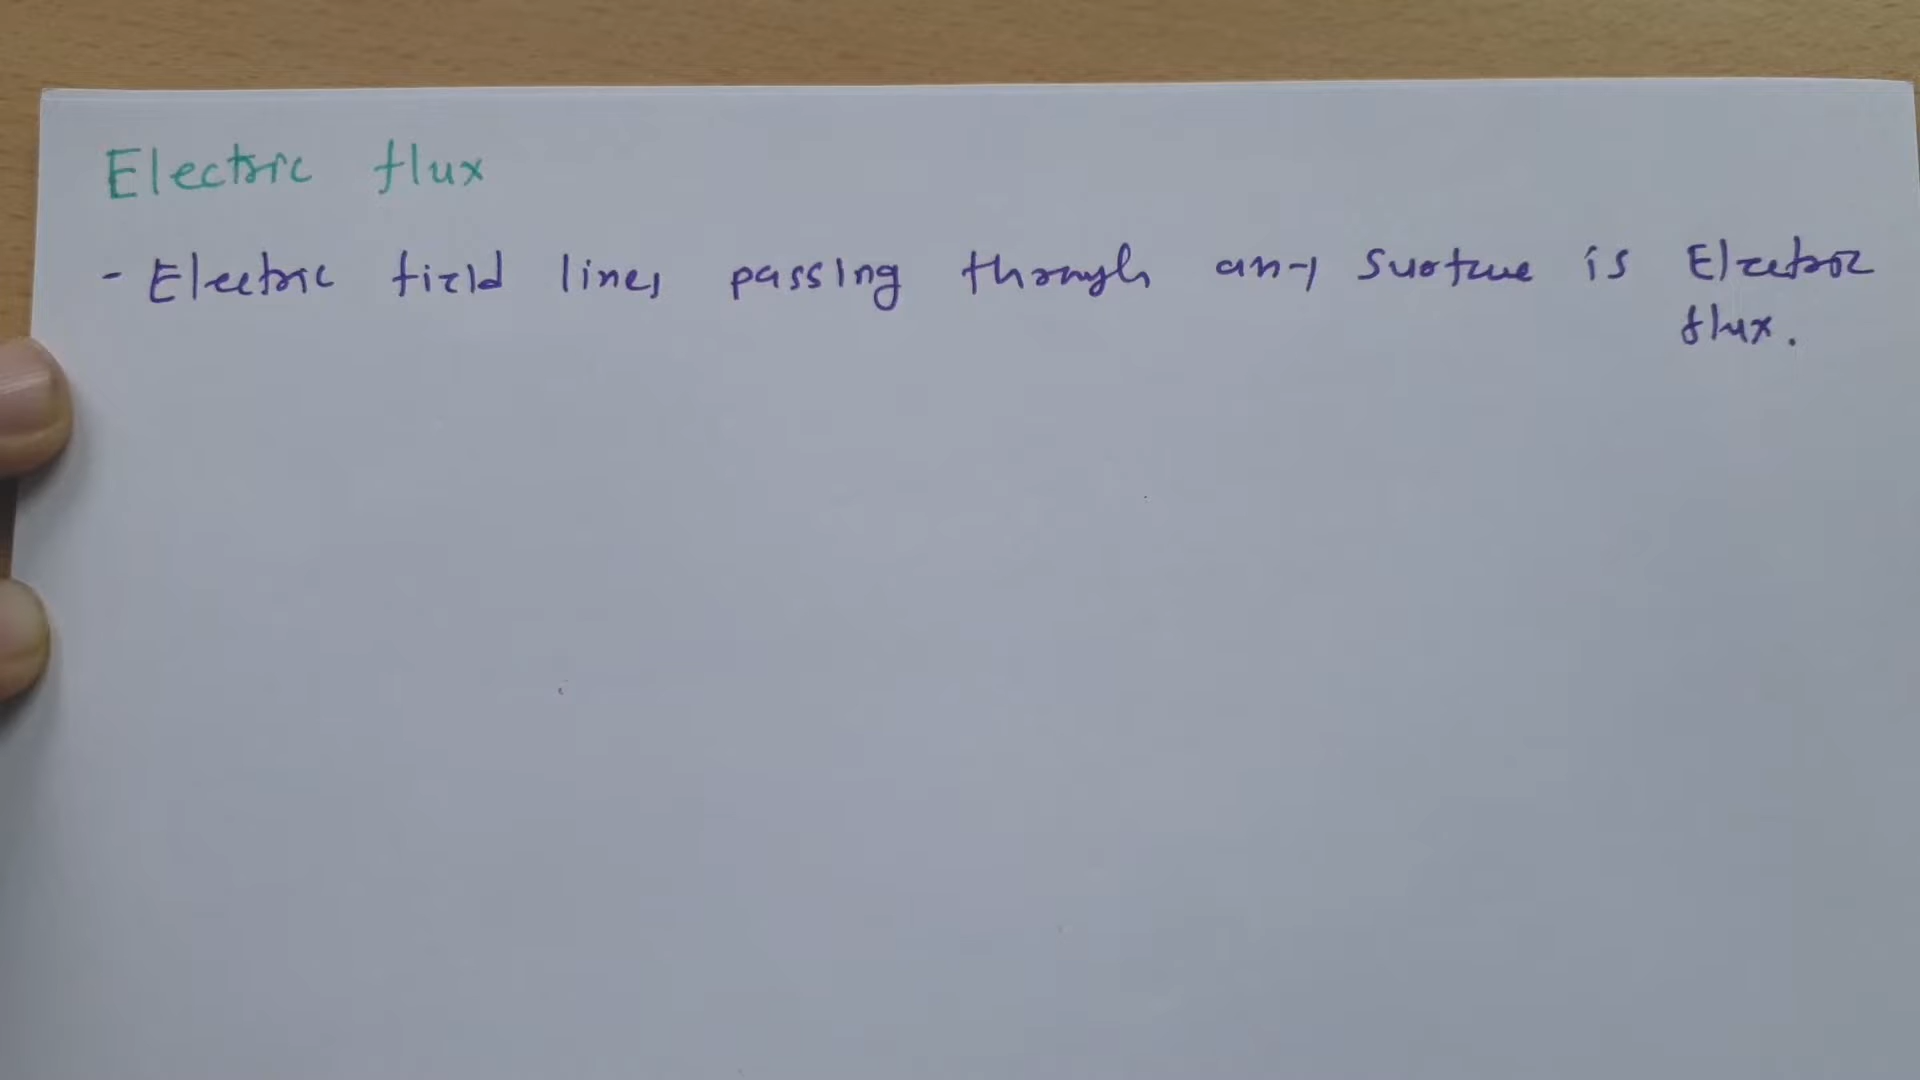 Electric flux
- Electric field lines passing through any surface is Electric
flux.